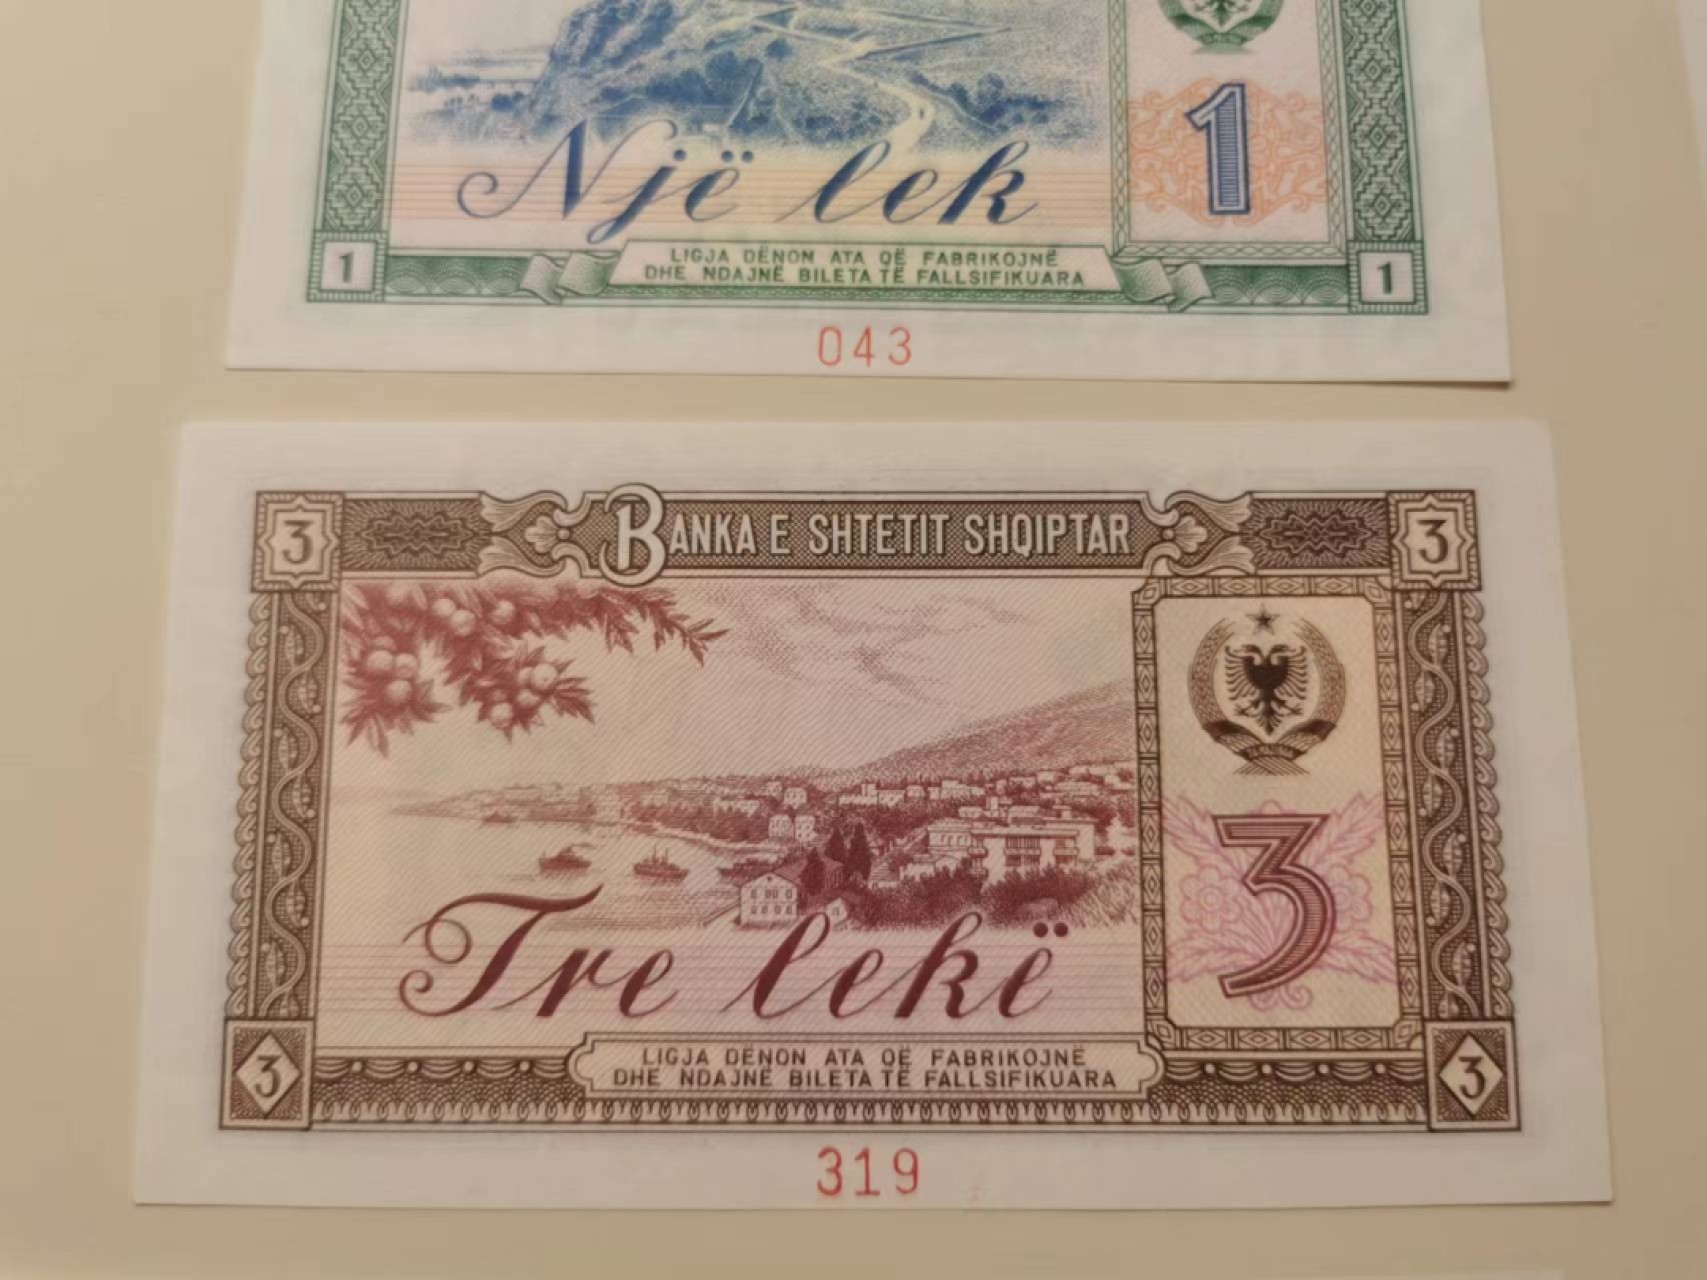 1
Një lek
1
LIGJA DËNON ATA QË FABRIKOJNË
DHE NDAJNË BILETA TË FALLSIFIKUARA
1
043
3
BANKA E SHTETIT SHQIPTAR
3
3
Tre lekë
3
LIGJA DËNON ATA QË FABRIKOJNË
DHE NDAJNË BILETA TË FALLSIFIKUARA
3
319